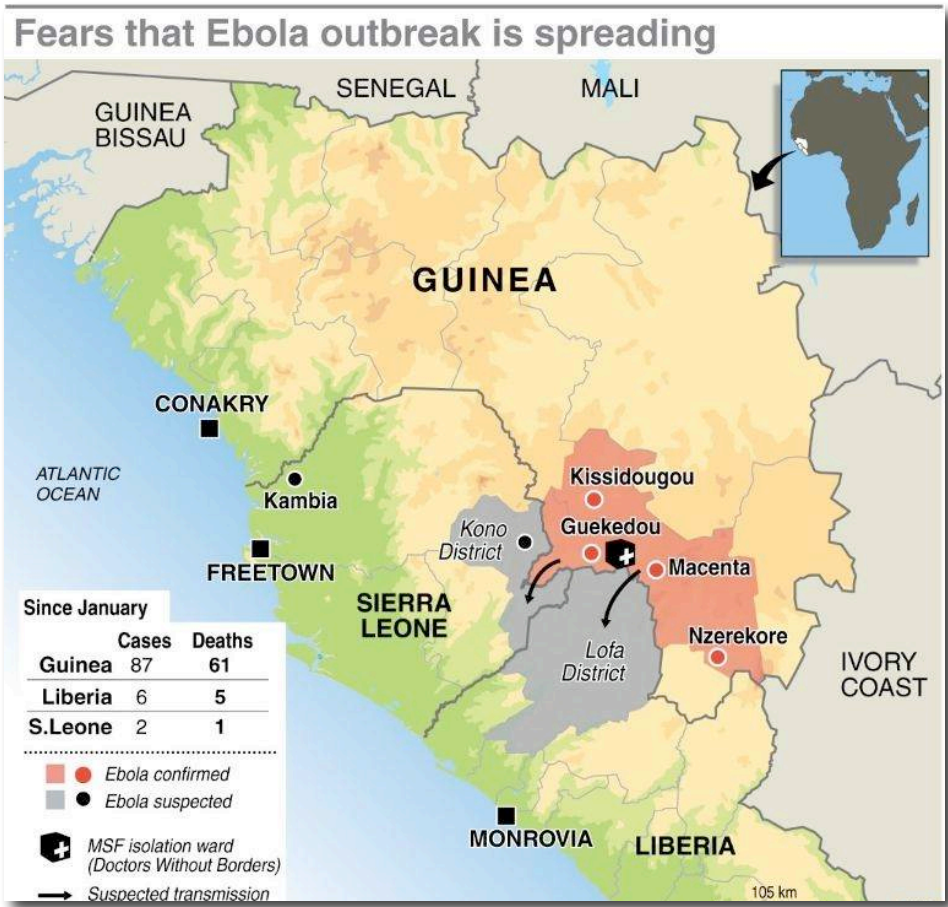 Fears that Ebola outbreak is spreading
SENEGAL
MALI
GUINEA
BISSAU
GUINEA
CONAKRY
ATLANTIC
OCEAN
Kambia
Kissidougou
Kono
District
Guekedou
FREETOWN
Macenta
SIERRA
LEONE
Nzerekore
Lofa
District
IVORY
COAST
Since January
Cases Deaths
Guinea 87 61
Liberia 6 5
S.Leone 2 1
Ebola confirmed
Ebola suspected
MSF isolation ward
(Doctors Without Borders)
Suspected transmission
MONROVIA
LIBERIA
105 km